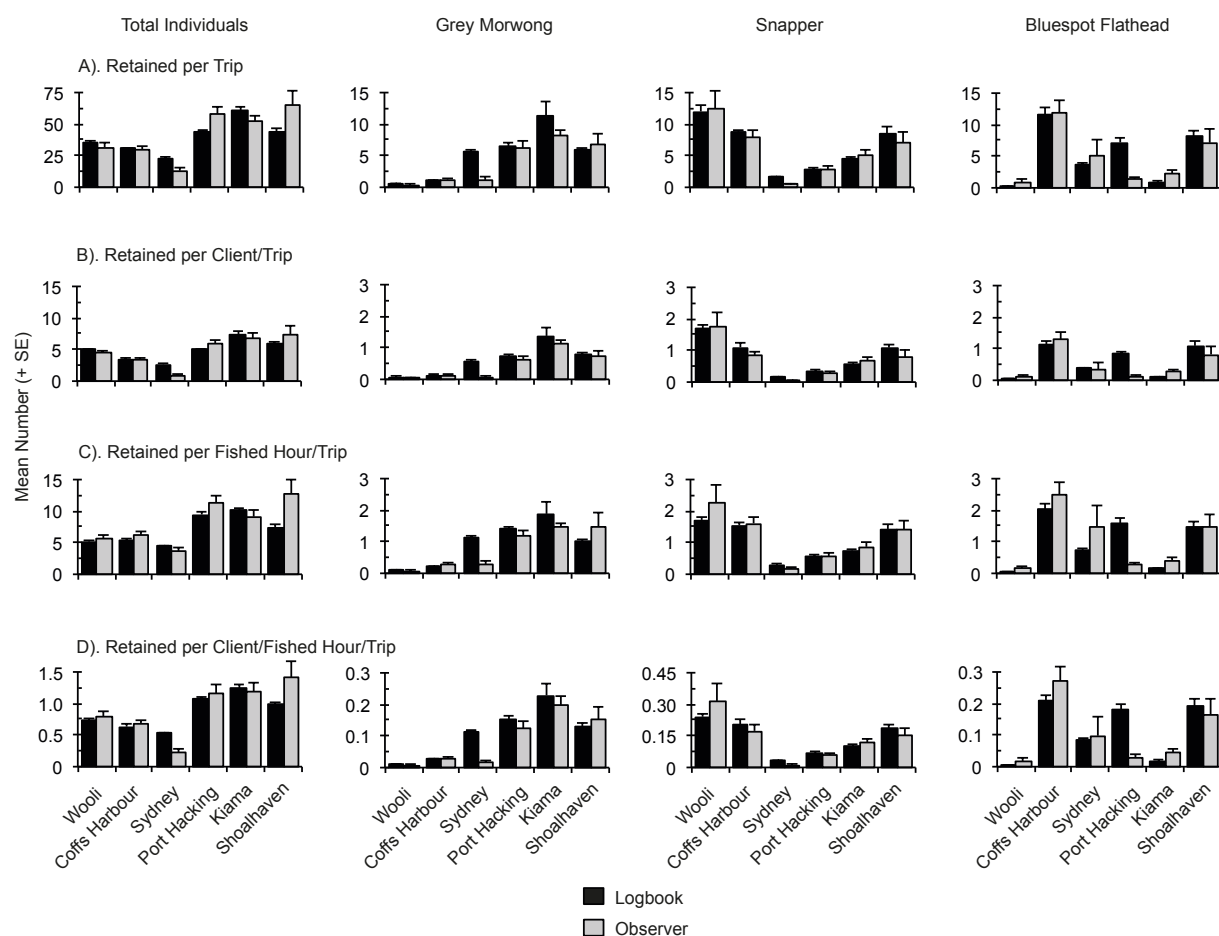 Total Individuals Grey Morwong Snapper Bluespot Flathead
A). Retained per Trip
75 15 15 15
50 10 10 10
25 5 5 5
0 0 0 0
B). Retained per Client/Trip
15 3 3 3
10 2 2 2
5 1 1 1
0 0 0 0
Mean Number (+ SE)
C). Retained per Fished Hour/Trip
15 3 3 3
10 2 2 2
5 1 1 1
0 0 0 0
D). Retained per Client/Fished Hour/Trip
1.5 0.3 0.45 0.3
1.0 0.2 0.30 0.2
0.5 0.1 0.15 0.1
0 0 0 0
Wooli Coffs Harbour Sydney Port Hacking Kiama Shoalhaven
Wooli Coffs Harbour Sydney Port Hacking Kiama Shoalhaven
Wooli Coffs Harbour Sydney Port Hacking Kiama Shoalhaven
Wooli Coffs Harbour Sydney Port Hacking Kiama Shoalhaven
Logbook
Observer